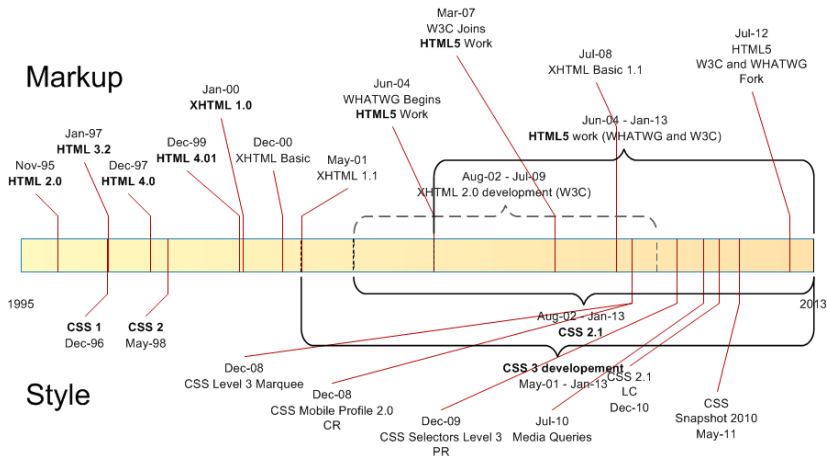 Markup
Nov-95
HTML 2.0
Jan-97
HTML 3.2
Dec-97
HTML 4.0
Dec-99
HTML 4.01
Jan-00
XHTML 1.0
Dec-00
XHTML Basic
May-01
XHTML 1.1
Jun-04
WHATWG Begins
HTML5 Work
Mar-07
W3C Joins
HTML5 Work
Jul-08
XHTML Basic 1.1
Jul-12
HTML5
W3C and WHATWG
Fork
Jun-04 - Jan-13
HTML5 work (WHATWG and W3C)
Aug-02 - Jul-09
XHTML 2.0 development (W3C)
1995
2013
CSS 1
Dec-96
CSS 2
May-98
Aug-02 - Jan-13
CSS 2.1
CSS 3 developement
May-01 - Jan-13
Style
Dec-08
CSS Level 3 Marquee
Dec-08
CSS Mobile Profile 2.0
CR
Dec-09
CSS Selectors Level 3
PR
Jul-10
Media Queries
CSS 2.1
LC
Dec-10
CSS
Snapshot 2010
May-11